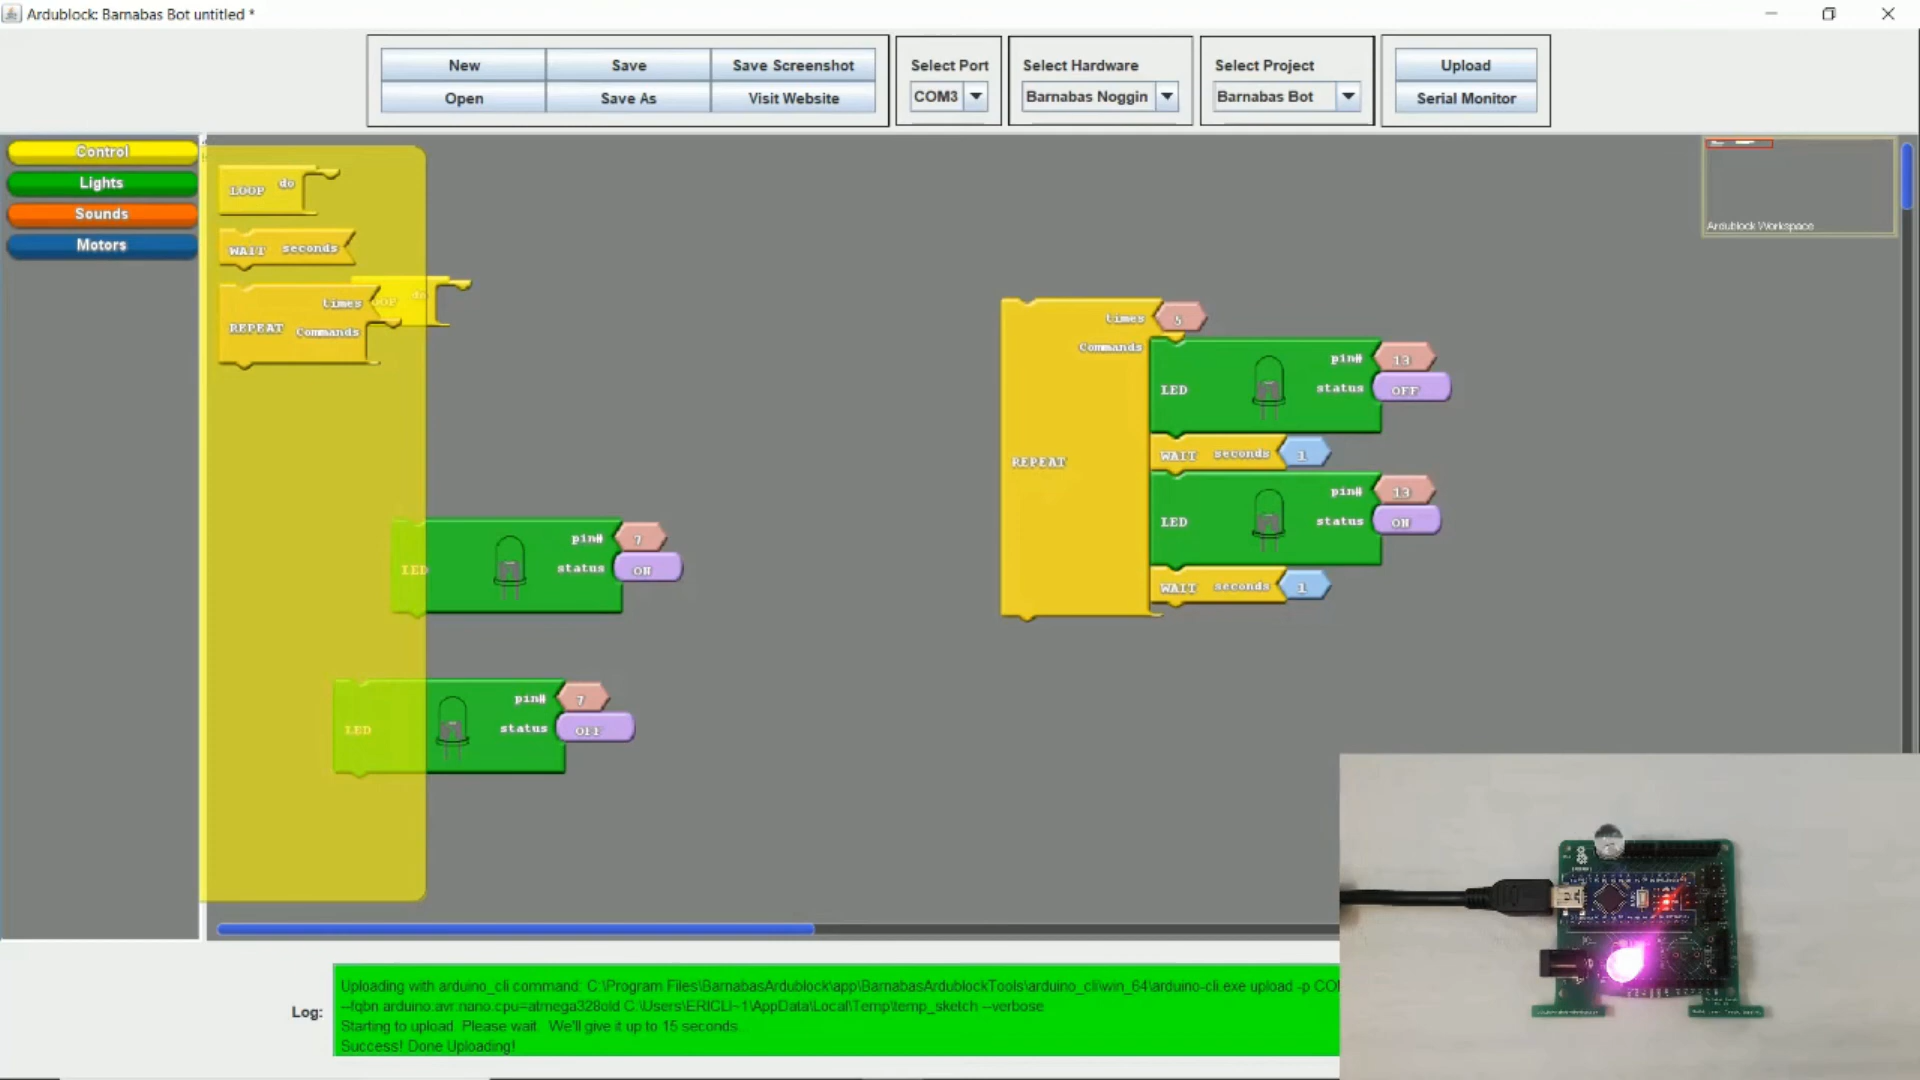 Ardublock: Barnabas Bot untitled *
New
Save
Save Screenshot
Open
Save As
Visit Website
Select Port
COM3
Select Hardware
Barnabas Noggin
Select Project
Barnabas Bot
Upload
Serial Monitor
Control
Lights
Sounds
Motors
LOOP do
WAIT seconds
times
REPEAT Commands
do
Ardublock Workspace
times 5
Commands
REPEAT
pin# 13
LED status OFF
WAIT seconds 1
pin# 13
LED status ON
WAIT seconds 1
pin# 7
LED status ON
pin# 7
LED status OFF
Log:
Uploading with arduino_cli command: C:\Program Files\BarnabasArdublock\app\BarnabasArdublockTools\arduino_cli\win_64\arduino-cli.exe upload -p
--fqbn arduino:avr:nano:cpu=atmega328old C:\Users\ERICLI~1\AppData\Local\Temp\temp_sketch --verbose
Starting to upload. Please wait. We'll give it up to 15 seconds.
Success! Done Uploading!